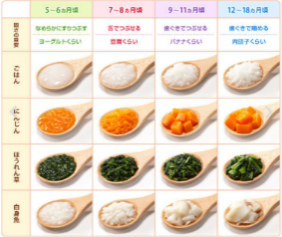 5～6ヵ月頃
7～8ヵ月頃
9～11ヵ月頃
12～18ヵ月頃
固さの目安
なめらかにすりつぶす
ヨーグルトくらい
舌でつぶせる
豆腐くらい
歯ぐきでつぶせる
バナナくらい
歯ぐきで噛める
肉団子くらい
ごはん
にんじん
ほうれん草
白身魚